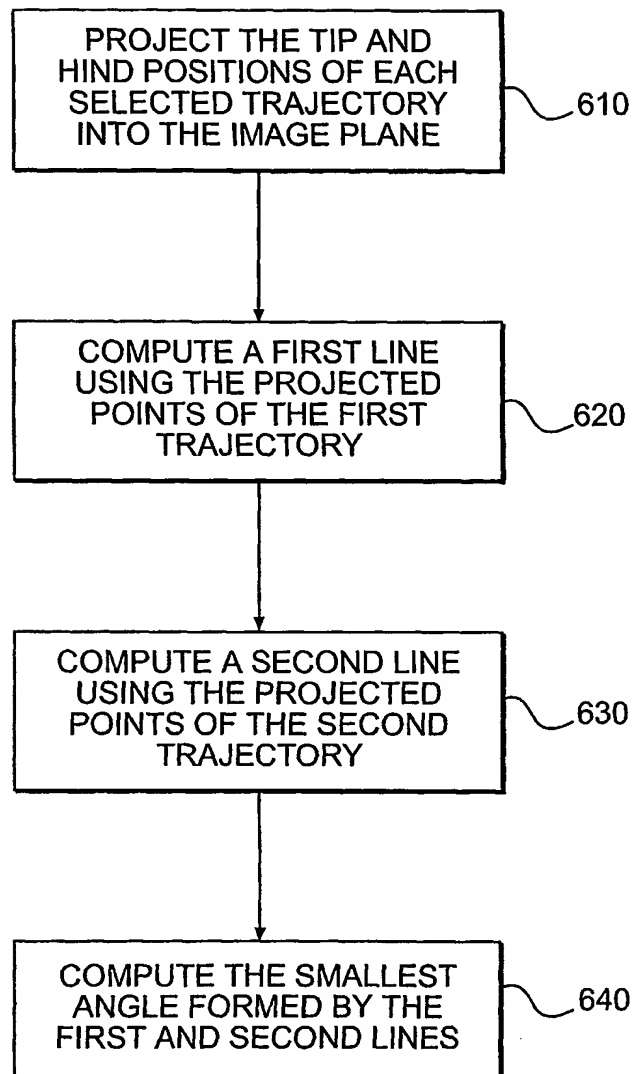 PROJECT THE TIP AND
HIND POSITIONS OF EACH
SELECTED TRAJECTORY
INTO THE IMAGE PLANE
610
COMPUTE A FIRST LINE
USING THE PROJECTED
POINTS OF THE FIRST
TRAJECTORY
620
COMPUTE A SECOND LINE
USING THE PROJECTED
POINTS OF THE SECOND
TRAJECTORY
630
COMPUTE THE SMALLEST
ANGLE FORMED BY THE
FIRST AND SECOND LINES
640